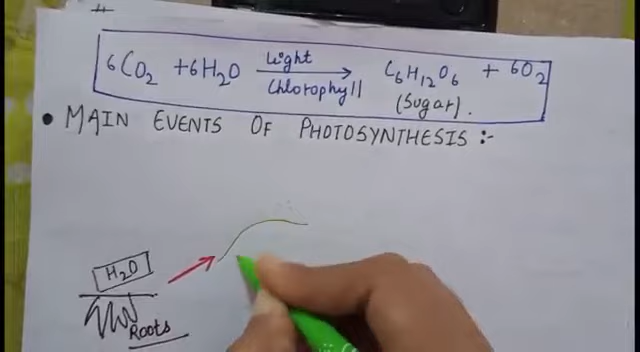 6CO₂ + 6H₂O Light Chlorophyll → C₆H₁₂O₆ (Sugar). + 6O₂
• MAIN EVENTS OF PHOTOSYNTHESIS :-
H₂O
Roots